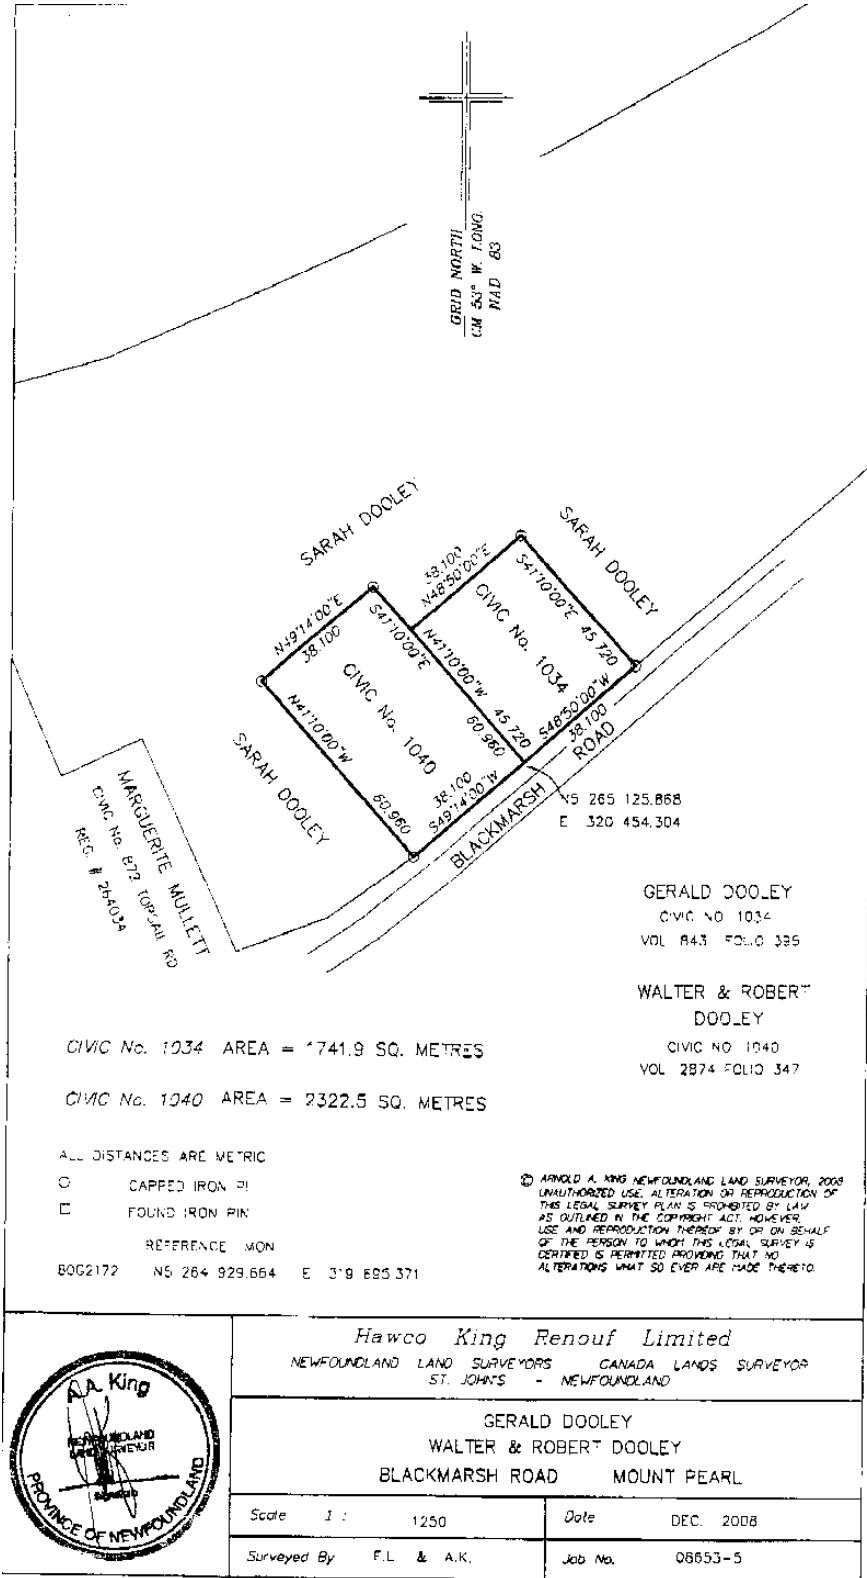 GRID NORTH
CM 53° W. LONG.
NAD 83
SARAH DOOLEY
SARAH DOOLEY
38.100
N48°50'00"E
S41°10'00"E
45.720
CIVIC No. 1034
N49°14'00"E
38.100
S41°10'00"E
60.960
N41°10'00"W
45.720
S48°50'00"W
38.100
CIVIC No. 1040
N41°10'00"W
60.960
38.100
S49°14'00"W
SARAH DOOLEY
BLACKMARSH ROAD
N5 265 125.868
E 320 454.304
MARGUERITE MULLETT
CIVIC No. 873 TOPSAIL RD
REG. # 264034
GERALD DOOLEY
CIVIC NO 1034
VOL 843 FOLIO 395
WALTER & ROBERT
DOOLEY
CIVIC NO 1040
VOL 2874 FOLIO 347
CIVIC No. 1034 AREA = 1741.9 SQ. METRES
CIVIC No. 1040 AREA = 2322.5 SQ. METRES
ALL DISTANCES ARE METRIC
CAPPED IRON PI
FOUND IRON PIN
REFERENCE MON
80G2172 N5 264 929.664 E 319 695.371
© ARNOLD A. KING NEWFOUNDLAND LAND SURVEYOR, 2008
UNAUTHORIZED USE, ALTERATION OR REPRODUCTION OF
THIS LEGAL SURVEY PLAN IS PROHIBITED BY LAW
AS OUTLINED IN THE COPYRIGHT ACT. HOWEVER,
USE AND REPRODUCTION THEREOF BY OR ON BEHALF
OF THE PERSON TO WHOM THIS LEGAL SURVEY IS
CERTIFIED IS PERMITTED PROVIDING THAT NO
ALTERATIONS WHAT SO EVER ARE MADE THERETO.
Hawco King Renouf Limited
NEWFOUNDLAND LAND SURVEYORS CANADA LANDS SURVEYOR
ST. JOHN'S - NEWFOUNDLAND
GERALD DOOLEY
WALTER & ROBERT DOOLEY
BLACKMARSH ROAD MOUNT PEARL
Scale 1 : 1250
Date DEC. 2008
Surveyed By F.L & A.K.
Job No. 08653-5
A.A. King
NEWFOUNDLAND
LAND SURVEYOR
PROVINCE OF NEWFOUNDLAND